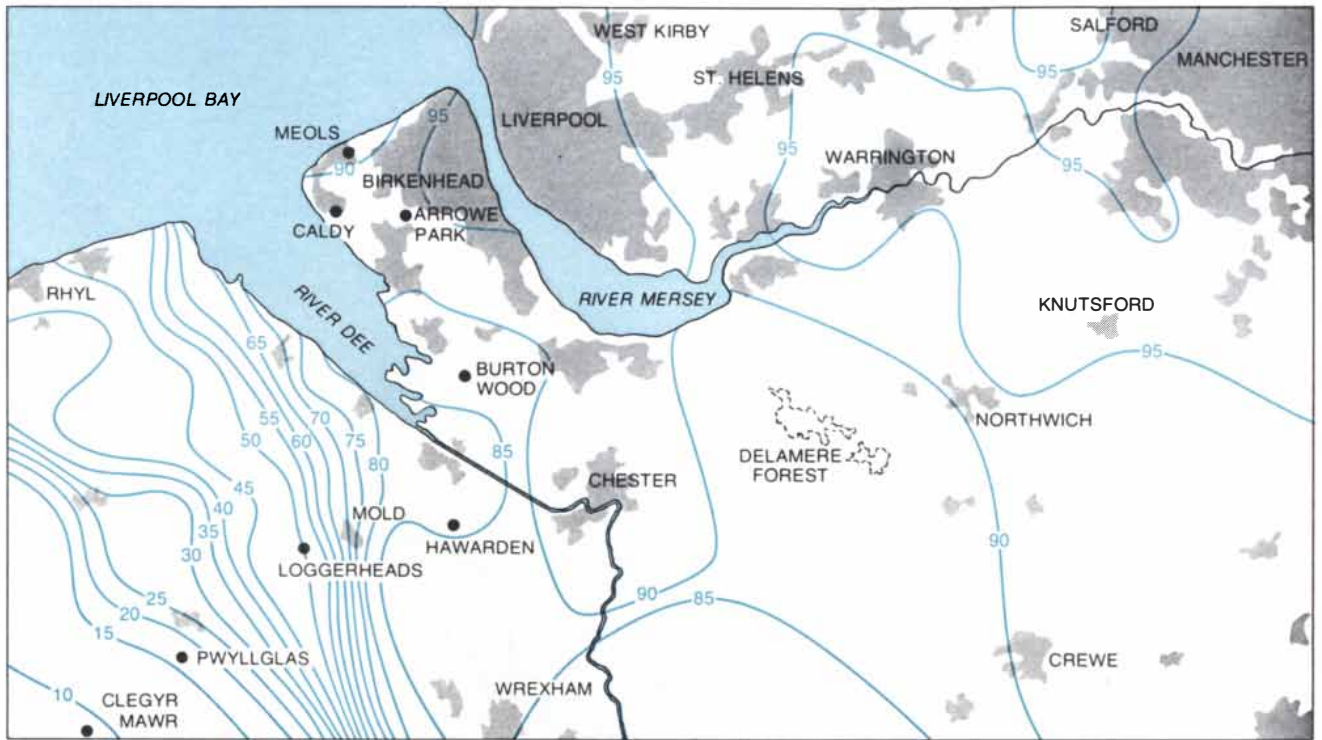 WEST KIRBY
SALFORD
95
95
MANCHESTER
ST. HELENS
LIVERPOOL BAY
95
95
LIVERPOOL
MEOLS
90
WARRINGTON
95
95
BIRKENHEAD
CALDY
ARROWE
PARK
RHYL
RIVER DEE
RIVER MERSEY
KNUTSFORD
65
95
BURTON
WOOD
55
70
50
60
75
80
NORTHWICH
85
DELAMERE
FOREST
45
CHESTER
40
MOLD
35
HAWARDEN
30
90
LOGGERHEADS
25
20
90
85
15
PWYLLGLAS
CREWE
10
CLEGYR
MAWR
WREXHAM